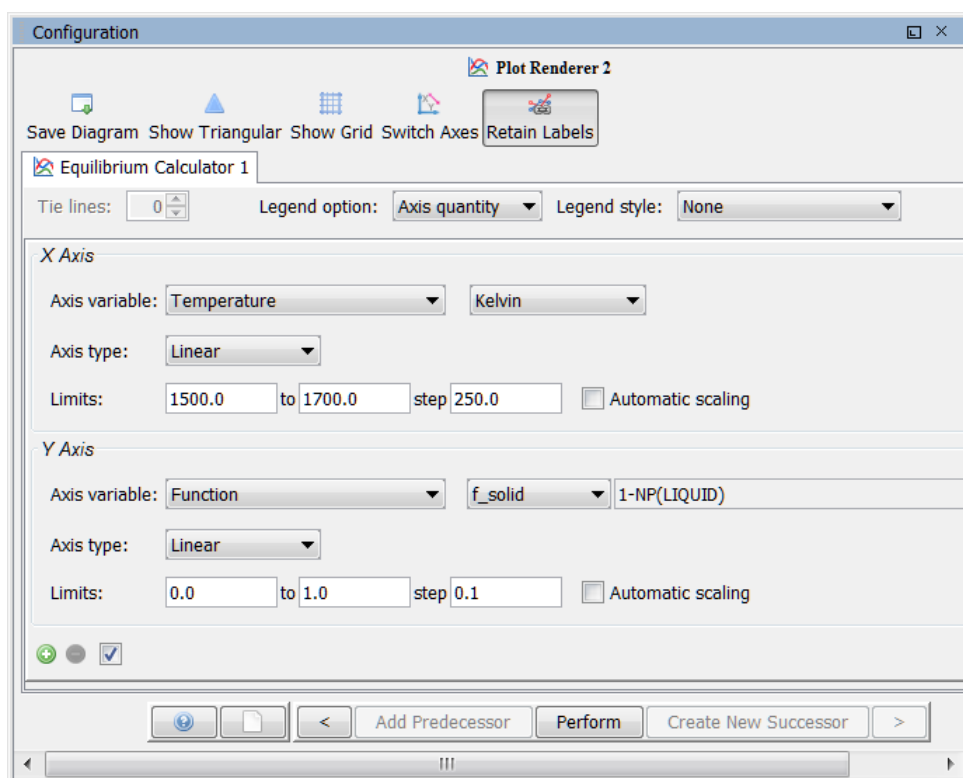 Configuration
Plot Renderer 2
Save Diagram Show Triangular Show Grid Switch Axes Retain Labels
Equilibrium Calculator 1
Tie lines: 0 Legend option: Axis quantity Legend style: None
X Axis
Axis variable: Temperature Kelvin
Axis type: Linear
Limits: 1500.0 to 1700.0 step 250.0 Automatic scaling
Y Axis
Axis variable: Function f_solid 1-NP(LIQUID)
Axis type: Linear
Limits: 0.0 to 1.0 step 0.1 Automatic scaling
< Add Predecessor Perform Create New Successor >